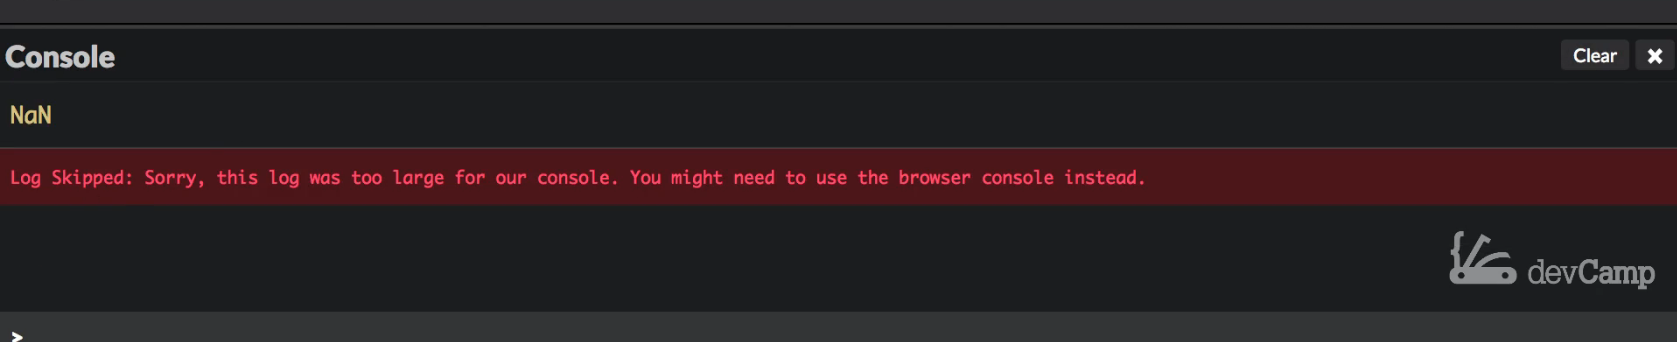 Console
Clear ×
NaN
Log Skipped: Sorry, this log was too large for our console. You might need to use the browser console instead.
devCamp
>